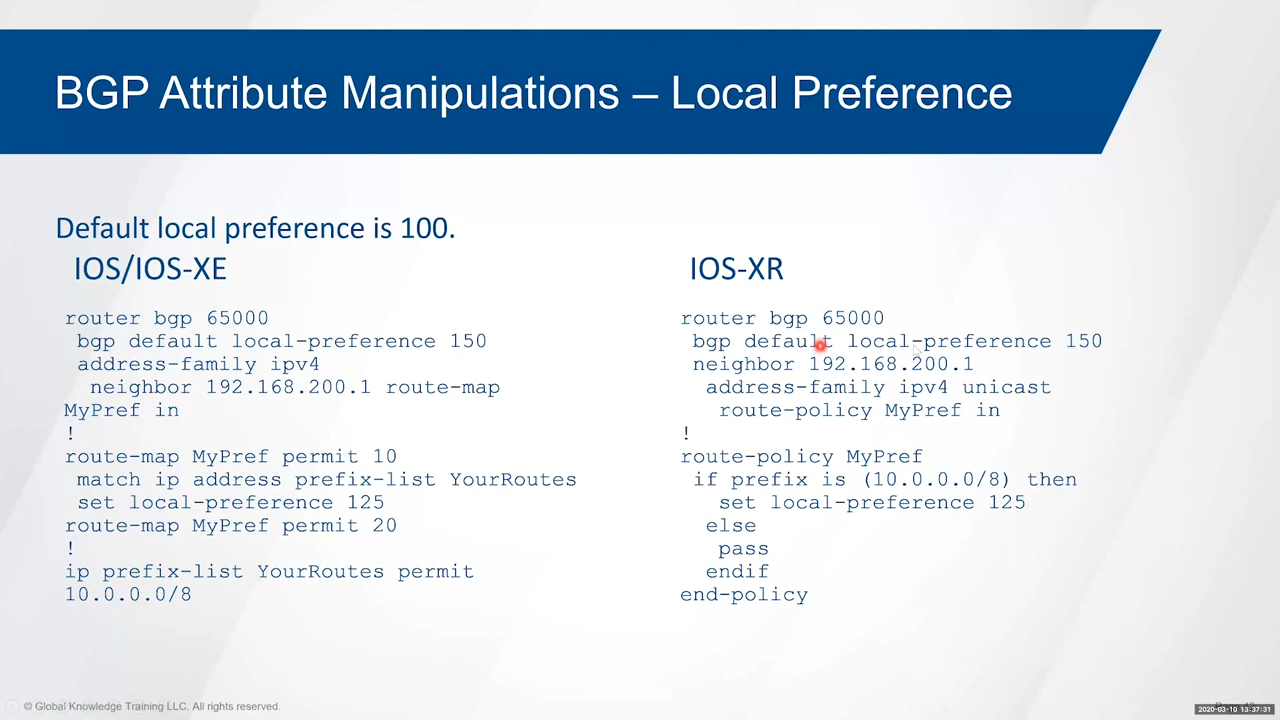 BGP Attribute Manipulations – Local Preference
Default local preference is 100.
IOS/IOS-XE
router bgp 65000
bgp default local-preference 150
address-family ipv4
neighbor 192.168.200.1 route-map
MyPref in
!
route-map MyPref permit 10
match ip address prefix-list YourRoutes
set local-preference 125
route-map MyPref permit 20
!
ip prefix-list YourRoutes permit
10.0.0.0/8
IOS-XR
router bgp 65000
bgp default local-preference 150
neighbor 192.168.200.1
address-family ipv4 unicast
route-policy MyPref in
!
route-policy MyPref
if prefix is (10.0.0.0/8) then
set local-preference 125
else
pass
endif
end-policy
© Global Knowledge Training LLC. All rights reserved.
2020-03-10 13:37:31